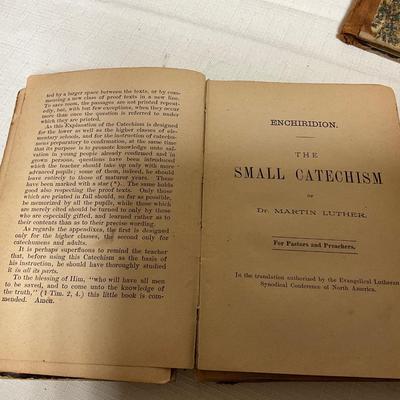 ted by a larger space between the texts, or by com-
mencing a new class of proof texts in a new line.
To save room, the passages are not printed repeat-
edly, but, with but few exceptions, when they occur
more than once the question is referred to under
which they are printed.
As this Explanation of the Catechism is designed
for the lower as well as the higher classes of ele-
mentary schools, and for the instruction of catechu-
mens preparatory to confirmation, at the same time
that its purpose is to promote knowledge unto sal-
vation in young people already confirmed and in
grown persons, questions have been introduced
which the teacher should take up only with more
advanced pupils; some of them, indeed, he should
leave entirely to those of maturer years. These
have been marked with a star (*). The same holds
good also respecting the proof texts. Only those
which are printed in full should, so far as possible,
be memorized by all the pupils, while those which
are merely cited should be turned to only by those
who are especially gifted, and learned rather as to
their contents than as to their precise wording.
As regards the appendixes, the first is designed
only for the higher classes, the second only for
catechumens and adults.
It is perhaps superfluous to remind the teacher
that, before using this Catechism as the basis of
his instruction, he should have thoroughly studied
it in all its parts.
To the blessing of Him, "who will have all men
to be saved, and to come unto the knowledge of
the truth," (1 Tim. 2, 4.) this little book is com-
mended. Amen.
ENCHIRIDION.
THE
SMALL CATECHISM
OF
DR. MARTIN LUTHER.
For Pastors and Preachers.
In the translation authorized by the Evangelical Lutheran
Synodical Conference of North America.